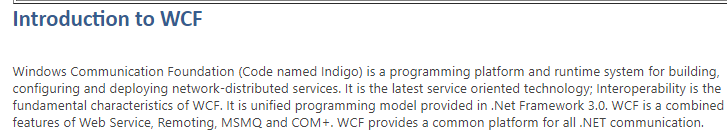 Introduction to WCF
Windows Communication Foundation (Code named Indigo) is a programming platform and runtime system for building,
configuring and deploying network-distributed services. It is the latest service oriented technology; Interoperability is the
fundamental characteristics of WCF. It is unified programming model provided in .Net Framework 3.0. WCF is a combined
features of Web Service, Remoting, MSMQ and COM+. WCF provides a common platform for all .NET communication.